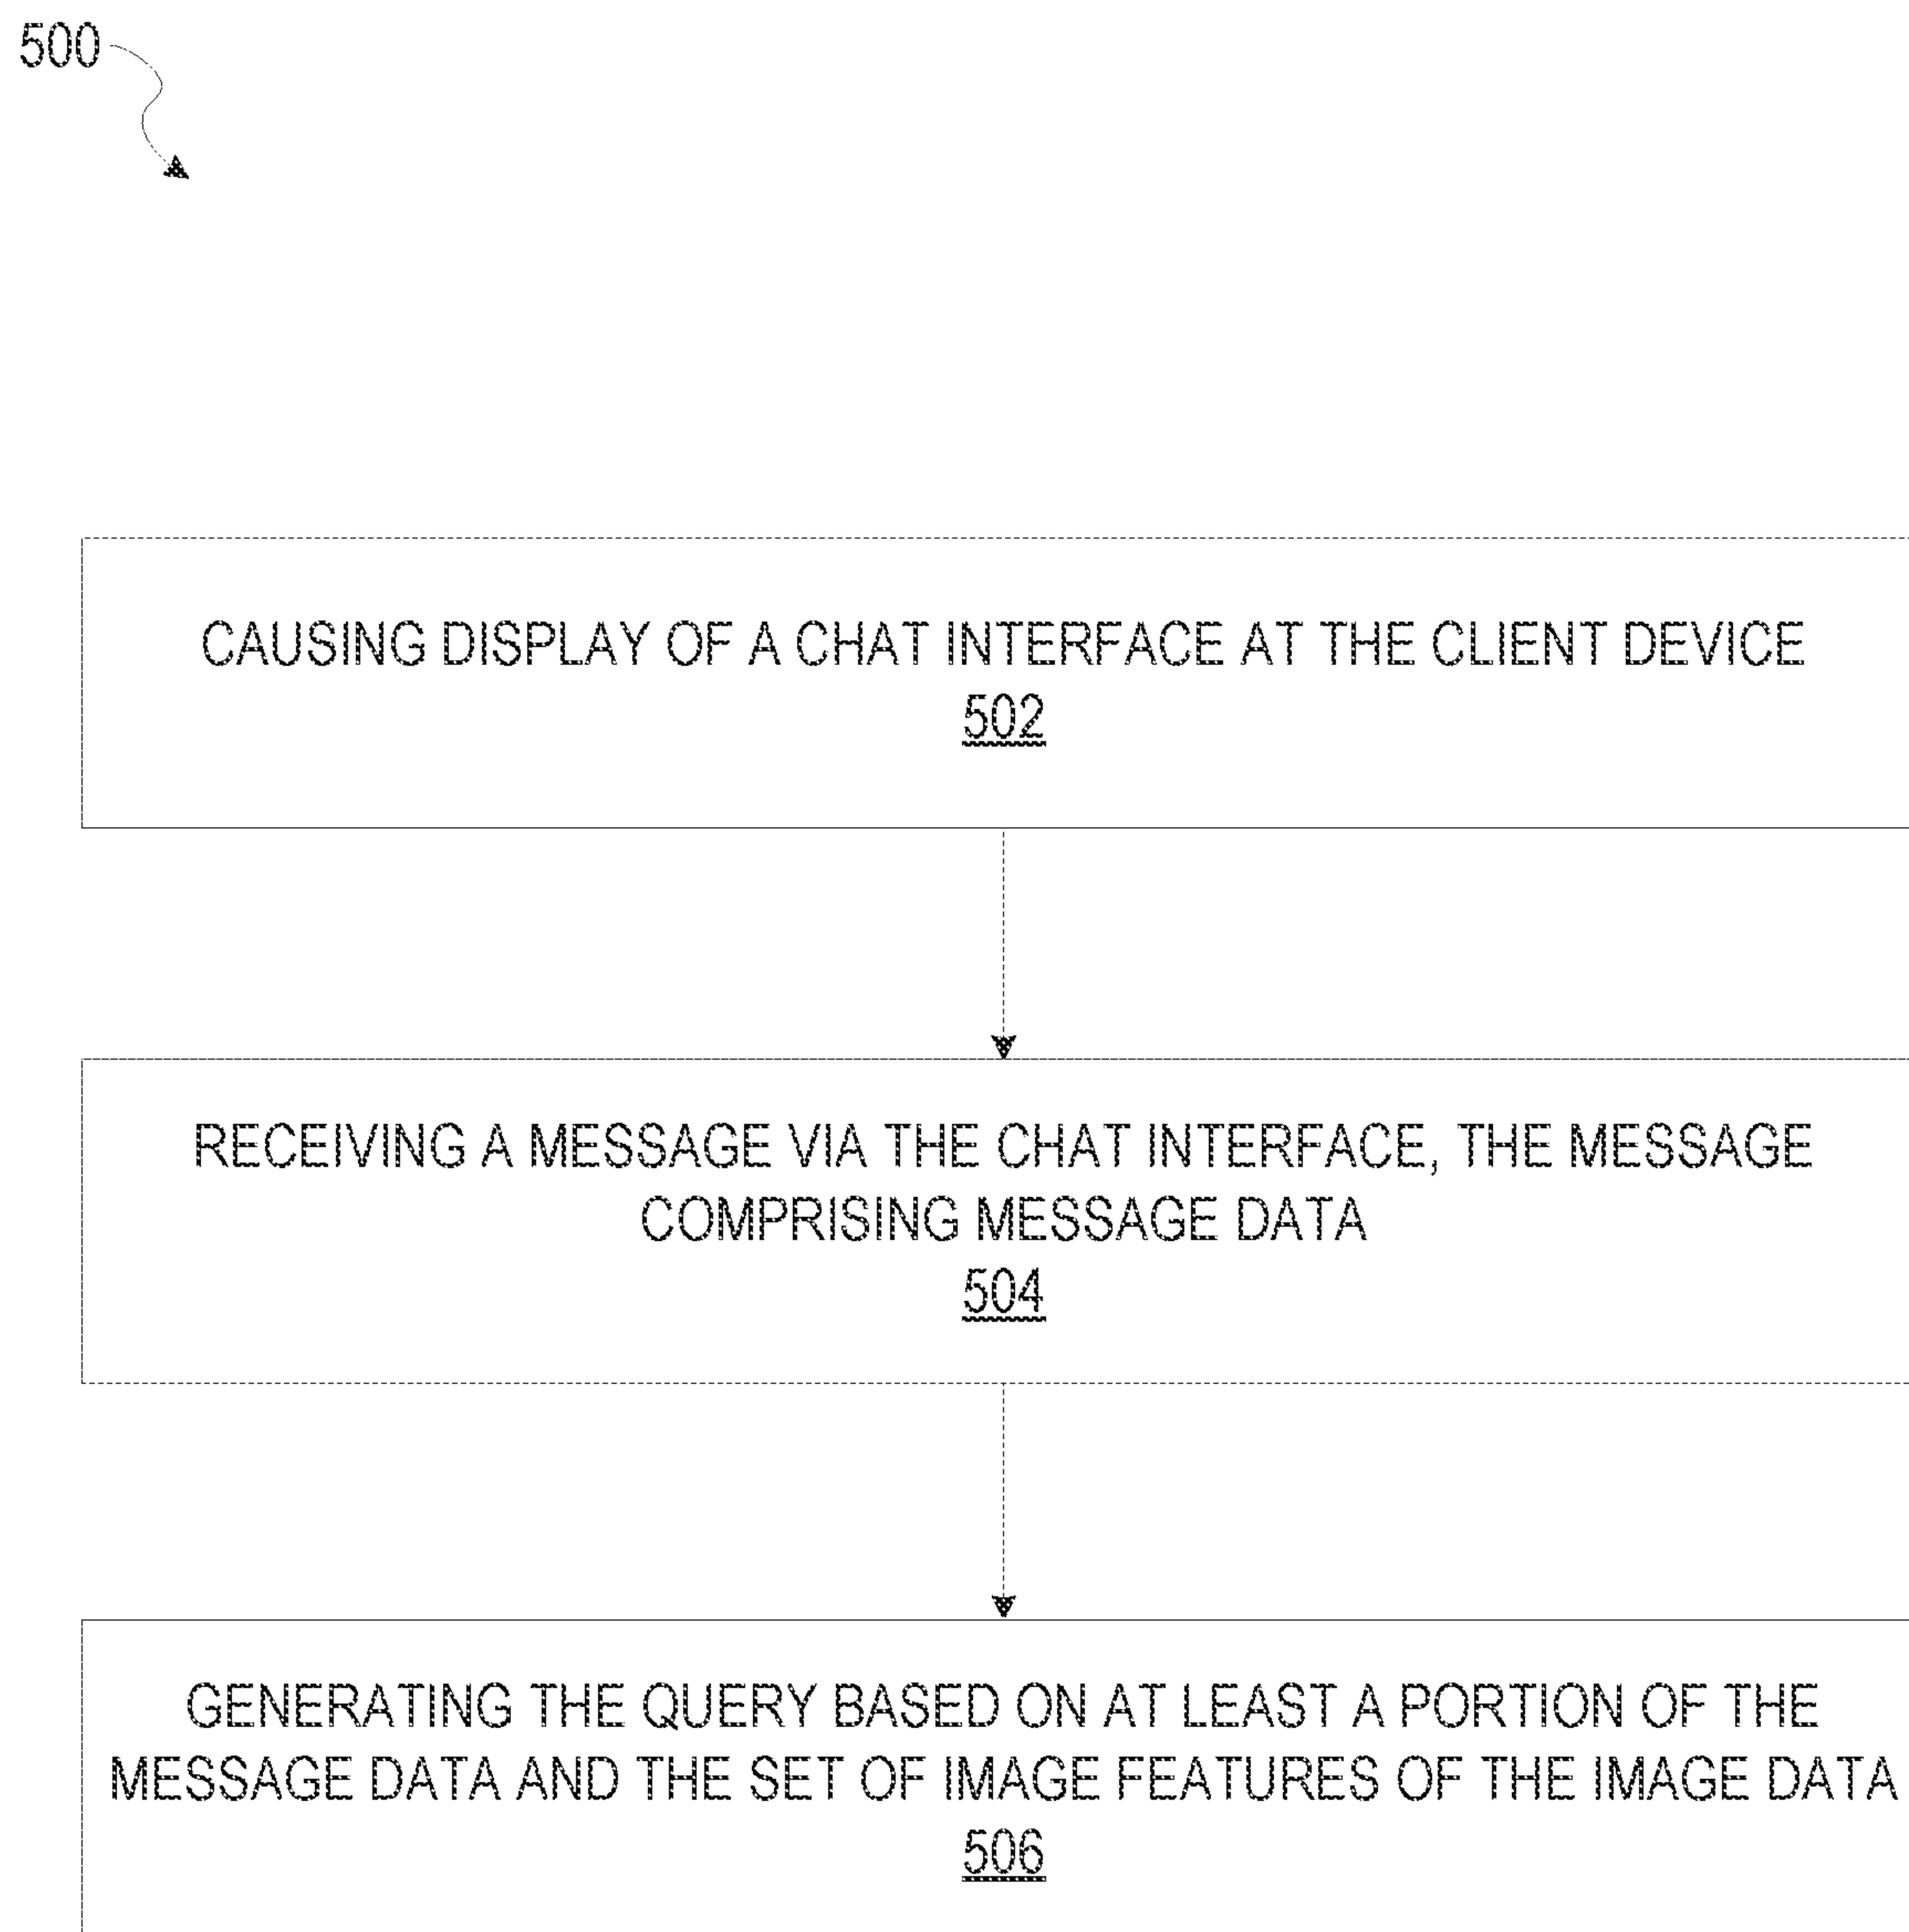 500
CAUSING DISPLAY OF A CHAT INTERFACE AT THE CLIENT DEVICE
502
RECEIVING A MESSAGE VIA THE CHAT INTERFACE, THE MESSAGE
COMPRISING MESSAGE DATA
504
GENERATING THE QUERY BASED ON AT LEAST A PORTION OF THE
MESSAGE DATA AND THE SET OF IMAGE FEATURES OF THE IMAGE DATA
506